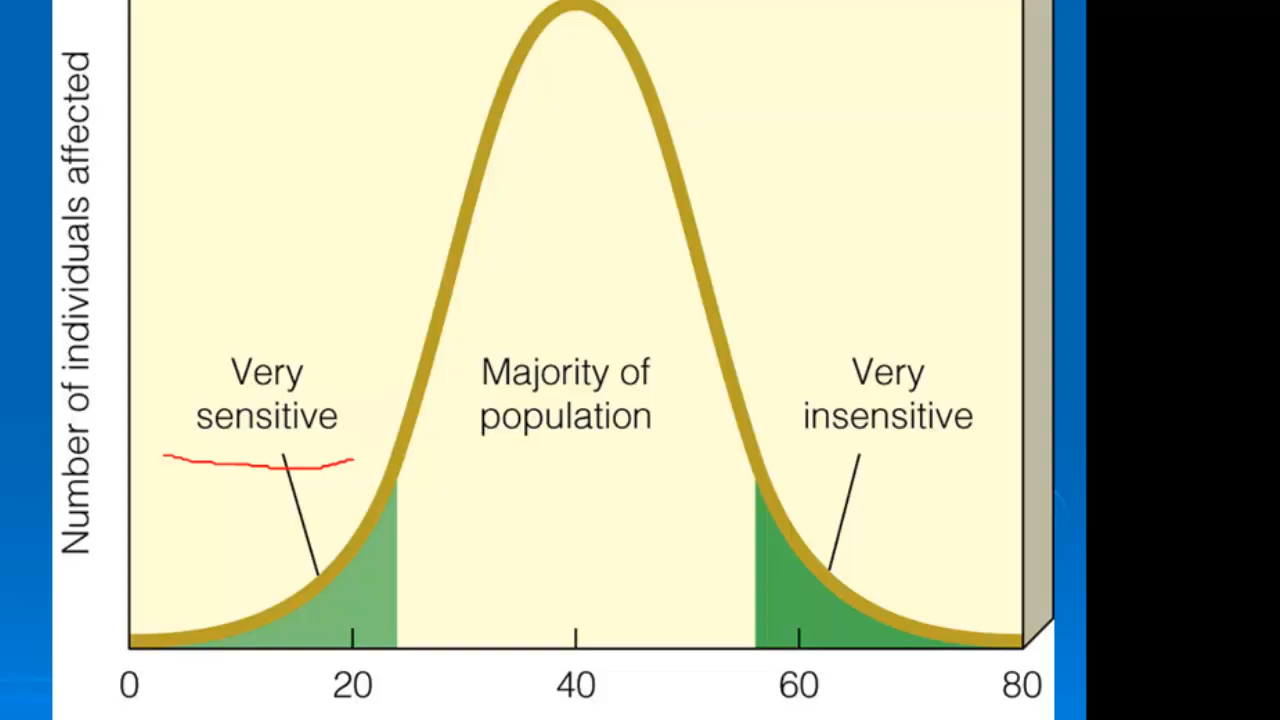 Number of individuals affected
Very
sensitive
Majority of
population
Very
insensitive
0 20 40 60 80